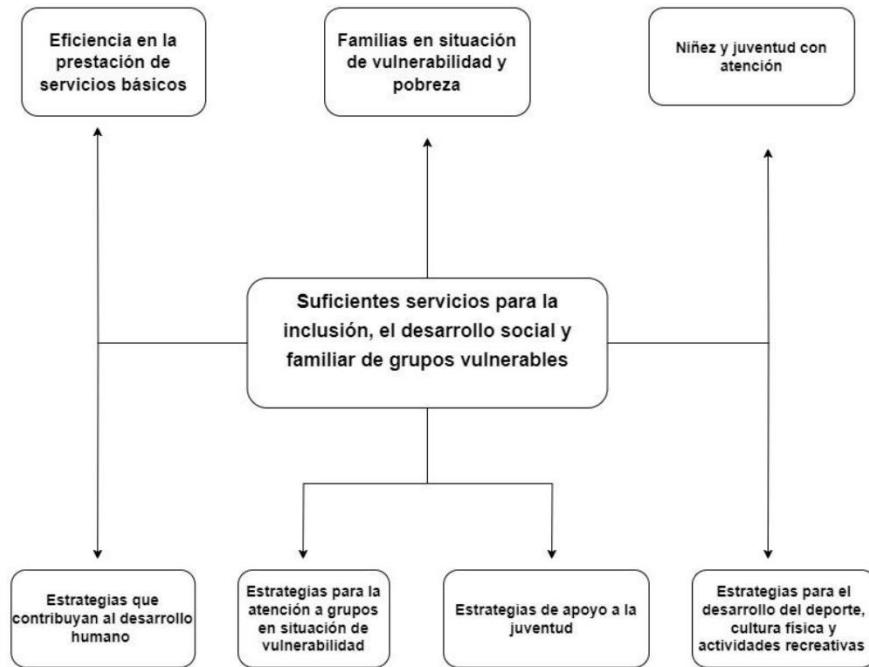 Eficiencia en la
prestación de
servicios básicos
Familias en situación
de vulnerabilidad y
pobreza
Niñez y juventud con
atención
Suficientes servicios para la
inclusión, el desarrollo social y
familiar de grupos vulnerables
Estrategias que
contribuyan al desarrollo
humano
Estrategias para la
atención a grupos
en situación de
vulnerabilidad
Estrategias de apoyo a la
juventud
Estrategias para el
desarrollo del deporte,
cultura física y
actividades recreativas